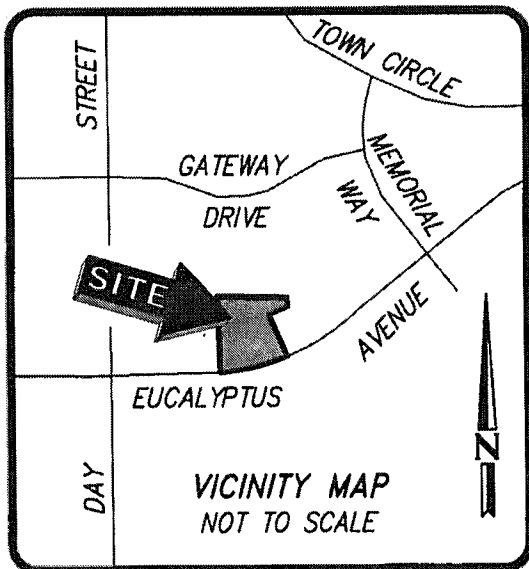 TOWN CIRCLE
STREET
GATEWAY
DRIVE
MEMORIAL
WAY
SITE
AVENUE
EUCALYPTUS
DAY
VICINITY MAP
NOT TO SCALE
N